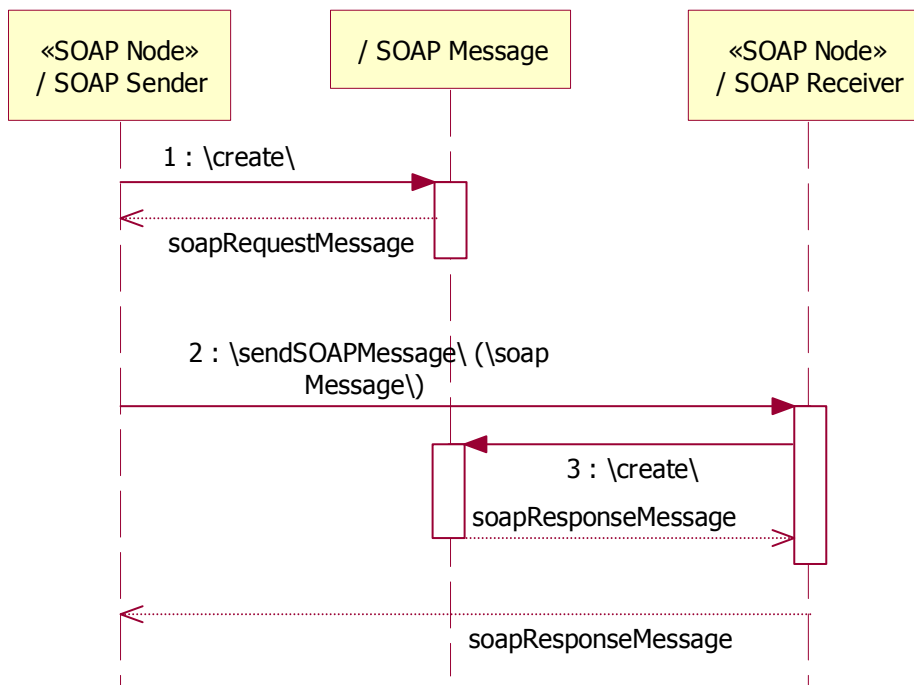 «SOAP Node»
/ SOAP Sender
/ SOAP Message
«SOAP Node»
/ SOAP Receiver
1 : \create\
soapRequestMessage
2 : \sendSOAPMessage\ (\soap
Message\)
3 : \create\
soapResponseMessage
soapResponseMessage